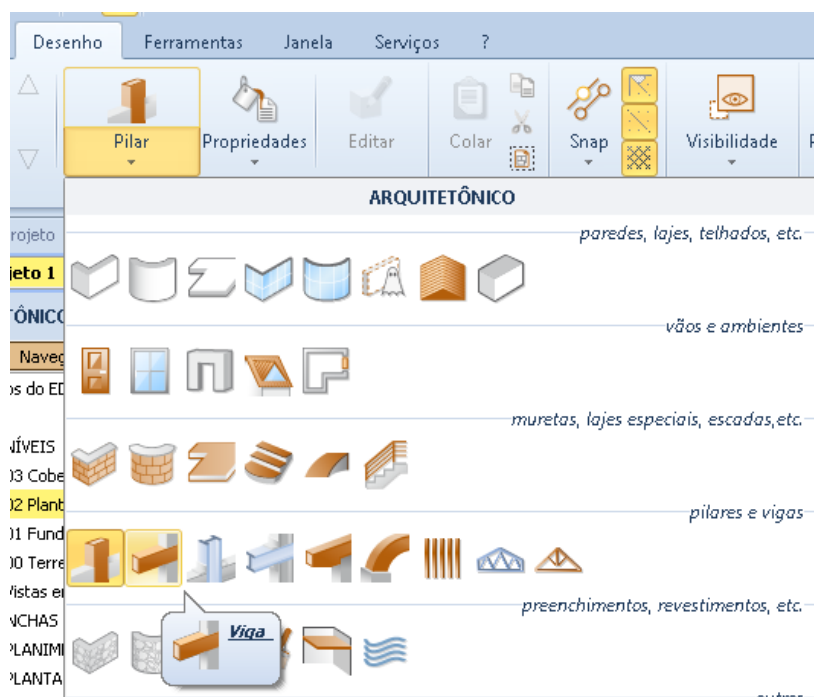 Desenho Ferramentas Janela Serviços ?
Pilar Propriedades Editar Colar Snap Visibilidade
ARQUITETÔNICO
rojeto
paredes, lajes, telhados, etc.
jeto 1
TÔNICO
vãos e ambientes
Naveg
os do ED
muretas, lajes especiais, escadas,etc.
NÍVEIS
03 Cobe
02 Plant
pilares e vigas
01 Fund
00 Terre
Vistas e
preenchimentos, revestimentos, etc.
NCHAS
Viga
PLANIM
PLANTA
outros